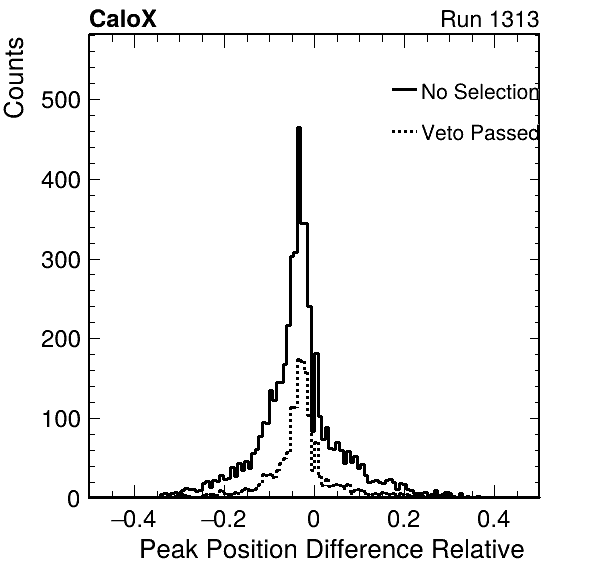 CaloX Run 1313
Counts
No Selection
Veto Passed
500
400
300
200
100
0
−0.4 −0.2 0 0.2 0.4
Peak Position Difference Relative